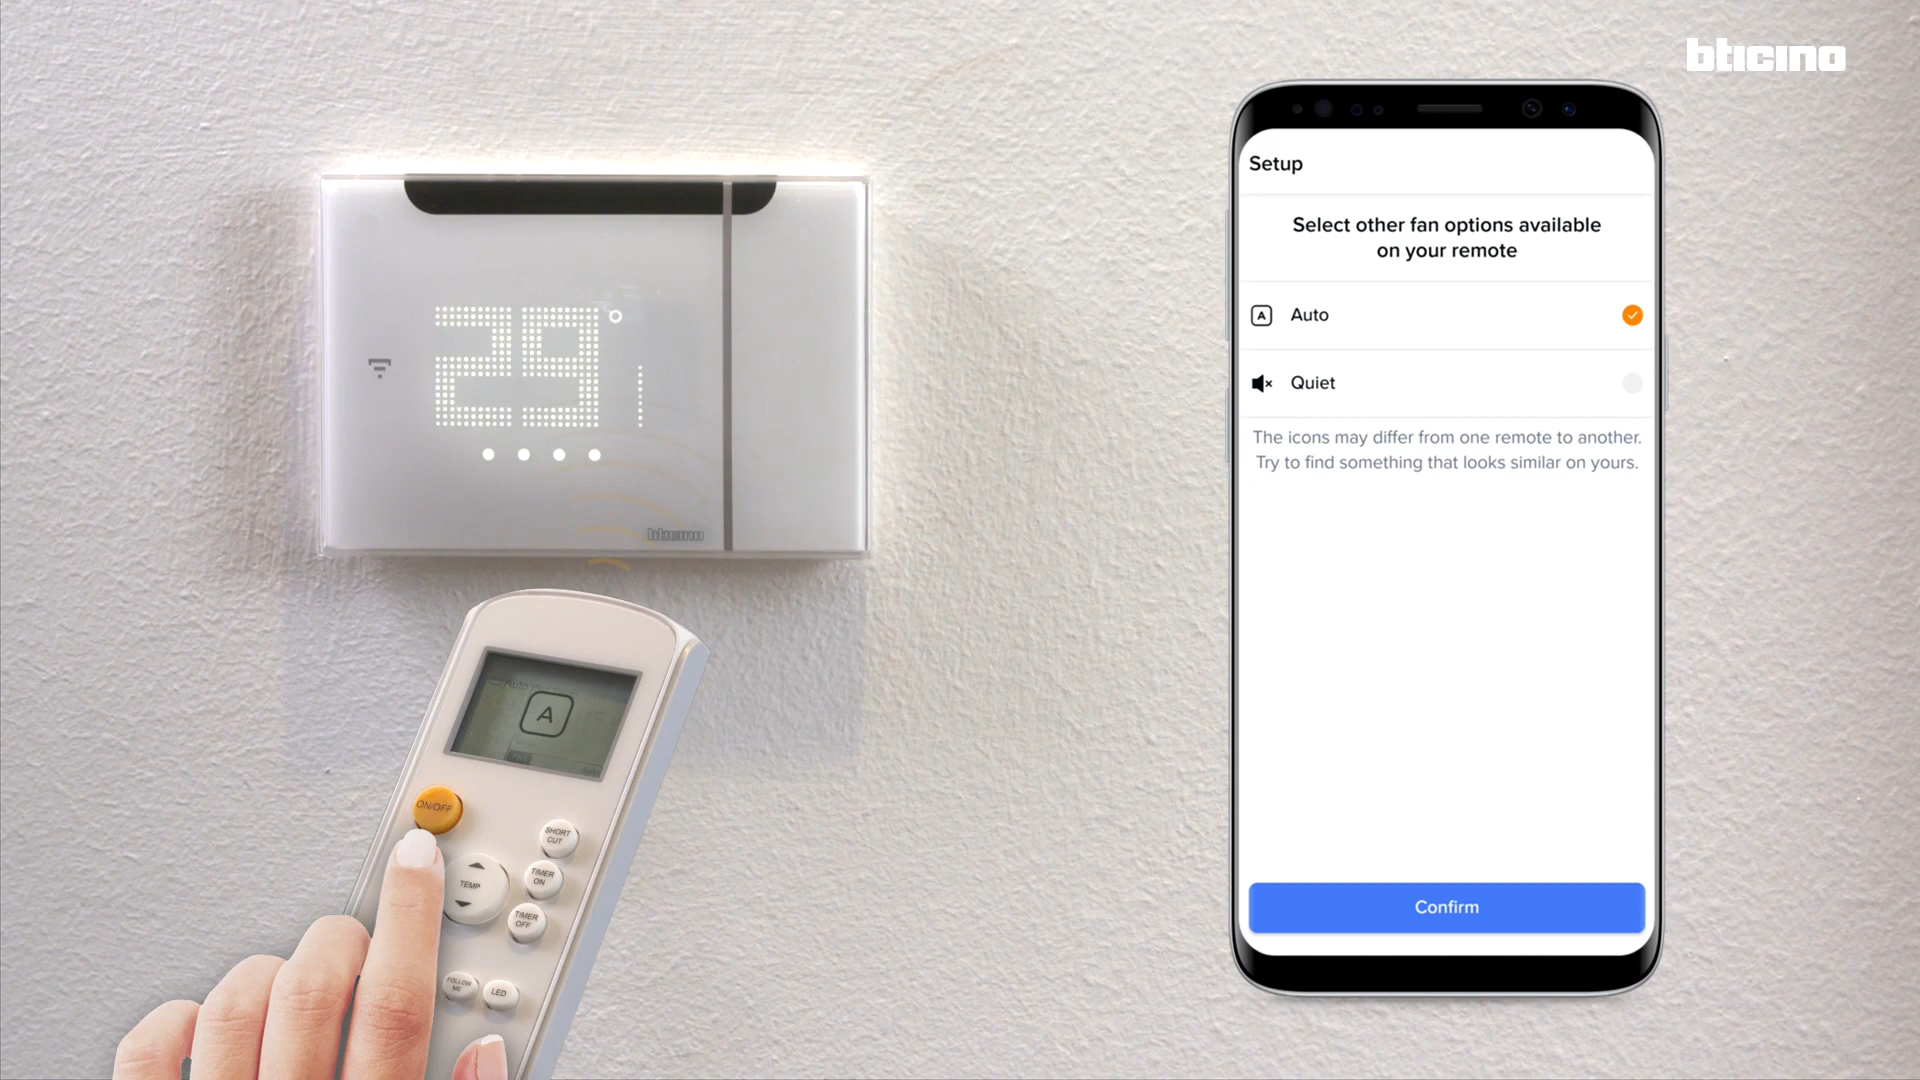 bticino
Setup
Select other fan options available
on your remote
A Auto
Quiet
The icons may differ from one remote to another.
Try to find something that looks similar on yours.
Confirm
29°
bticino
Auto
A
ON/OFF
SHORT
CUT
TEMP
TIMER
ON
TIMER
OFF
FOLLOW
ME
LED